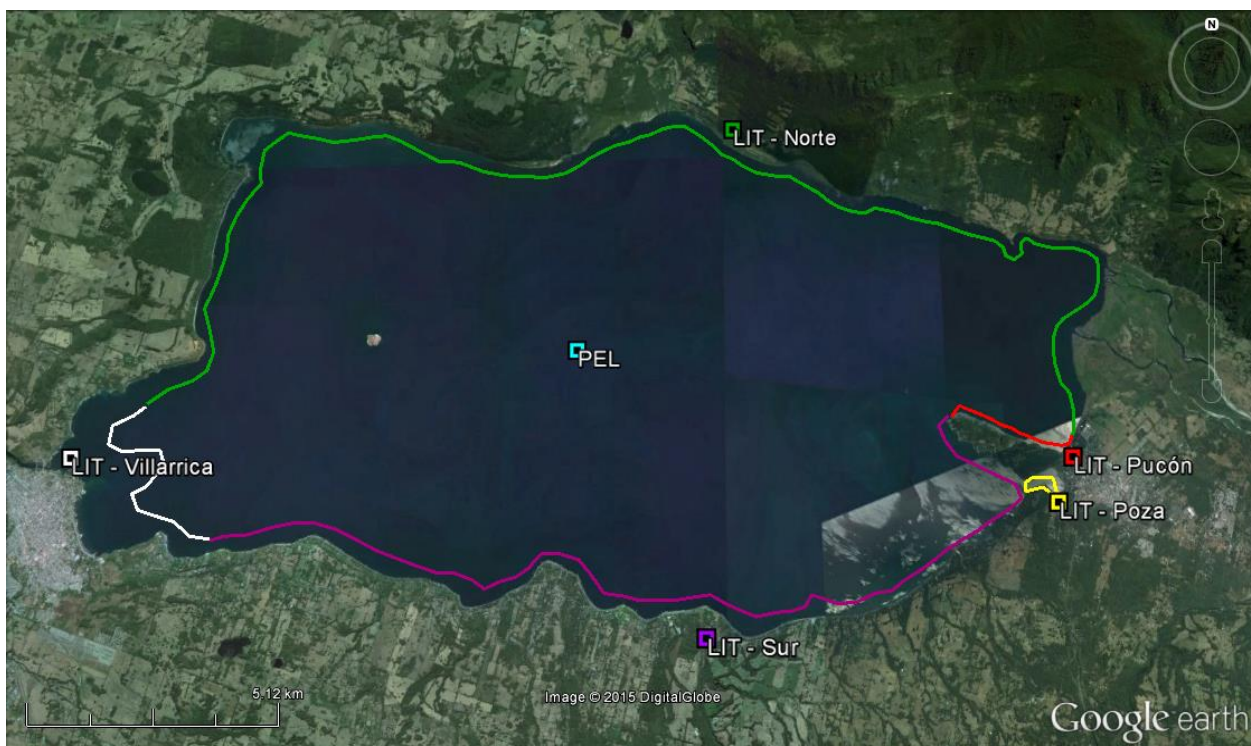 N
LIT - Norte
PEL
LIT - Villarrica
LIT - Pucón
LIT - Poza
LIT - Sur
5.12 km
Image © 2015 DigitalGlobe
Google earth